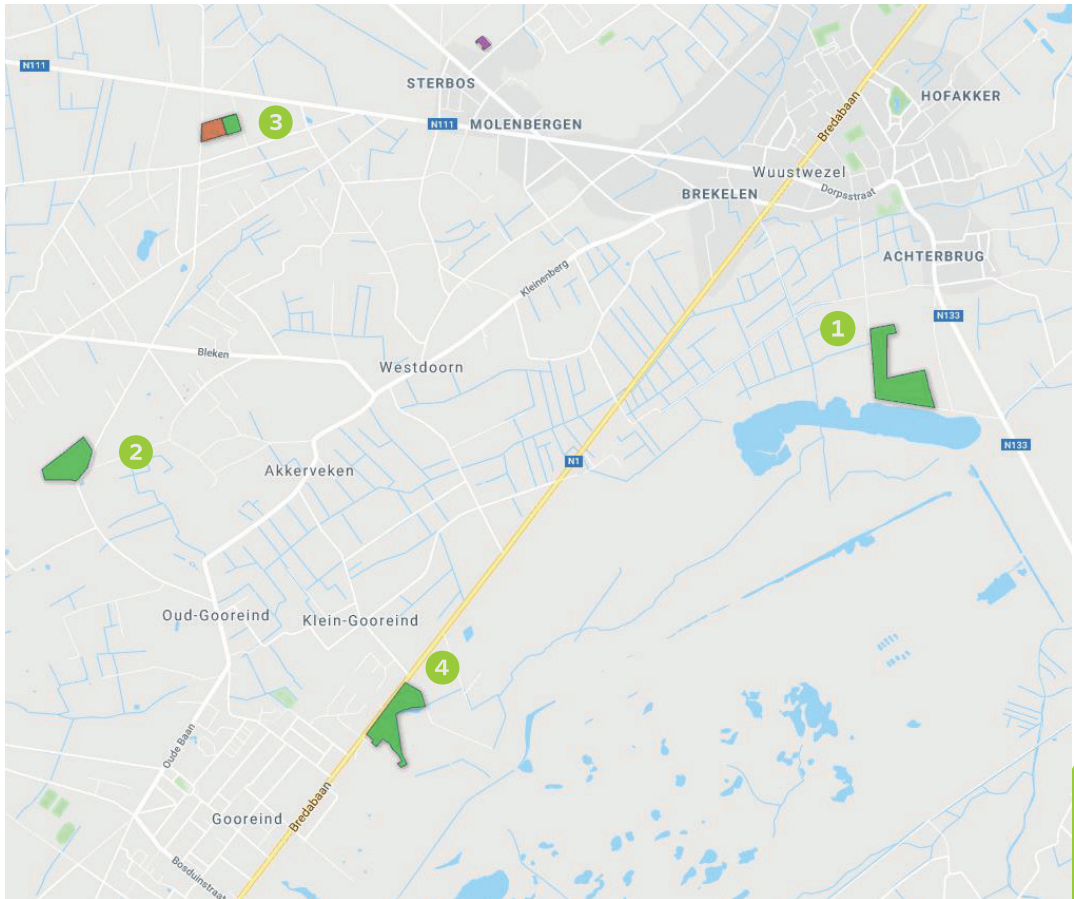 N111
STERBOS
HOFAKKER
Bredabaan
3
N111
MOLENBERGEN
Wuustwezel
Dorpsstraat
BREKELEN
ACHTERBRUG
Kleinenberg
N133
1
Bleken
Westdoorn
2
Akkerveken
N1
N133
Oud-Gooreind
Klein-Gooreind
4
Oude Baan
Gooreind
Bredabaan
Bosduinstraat